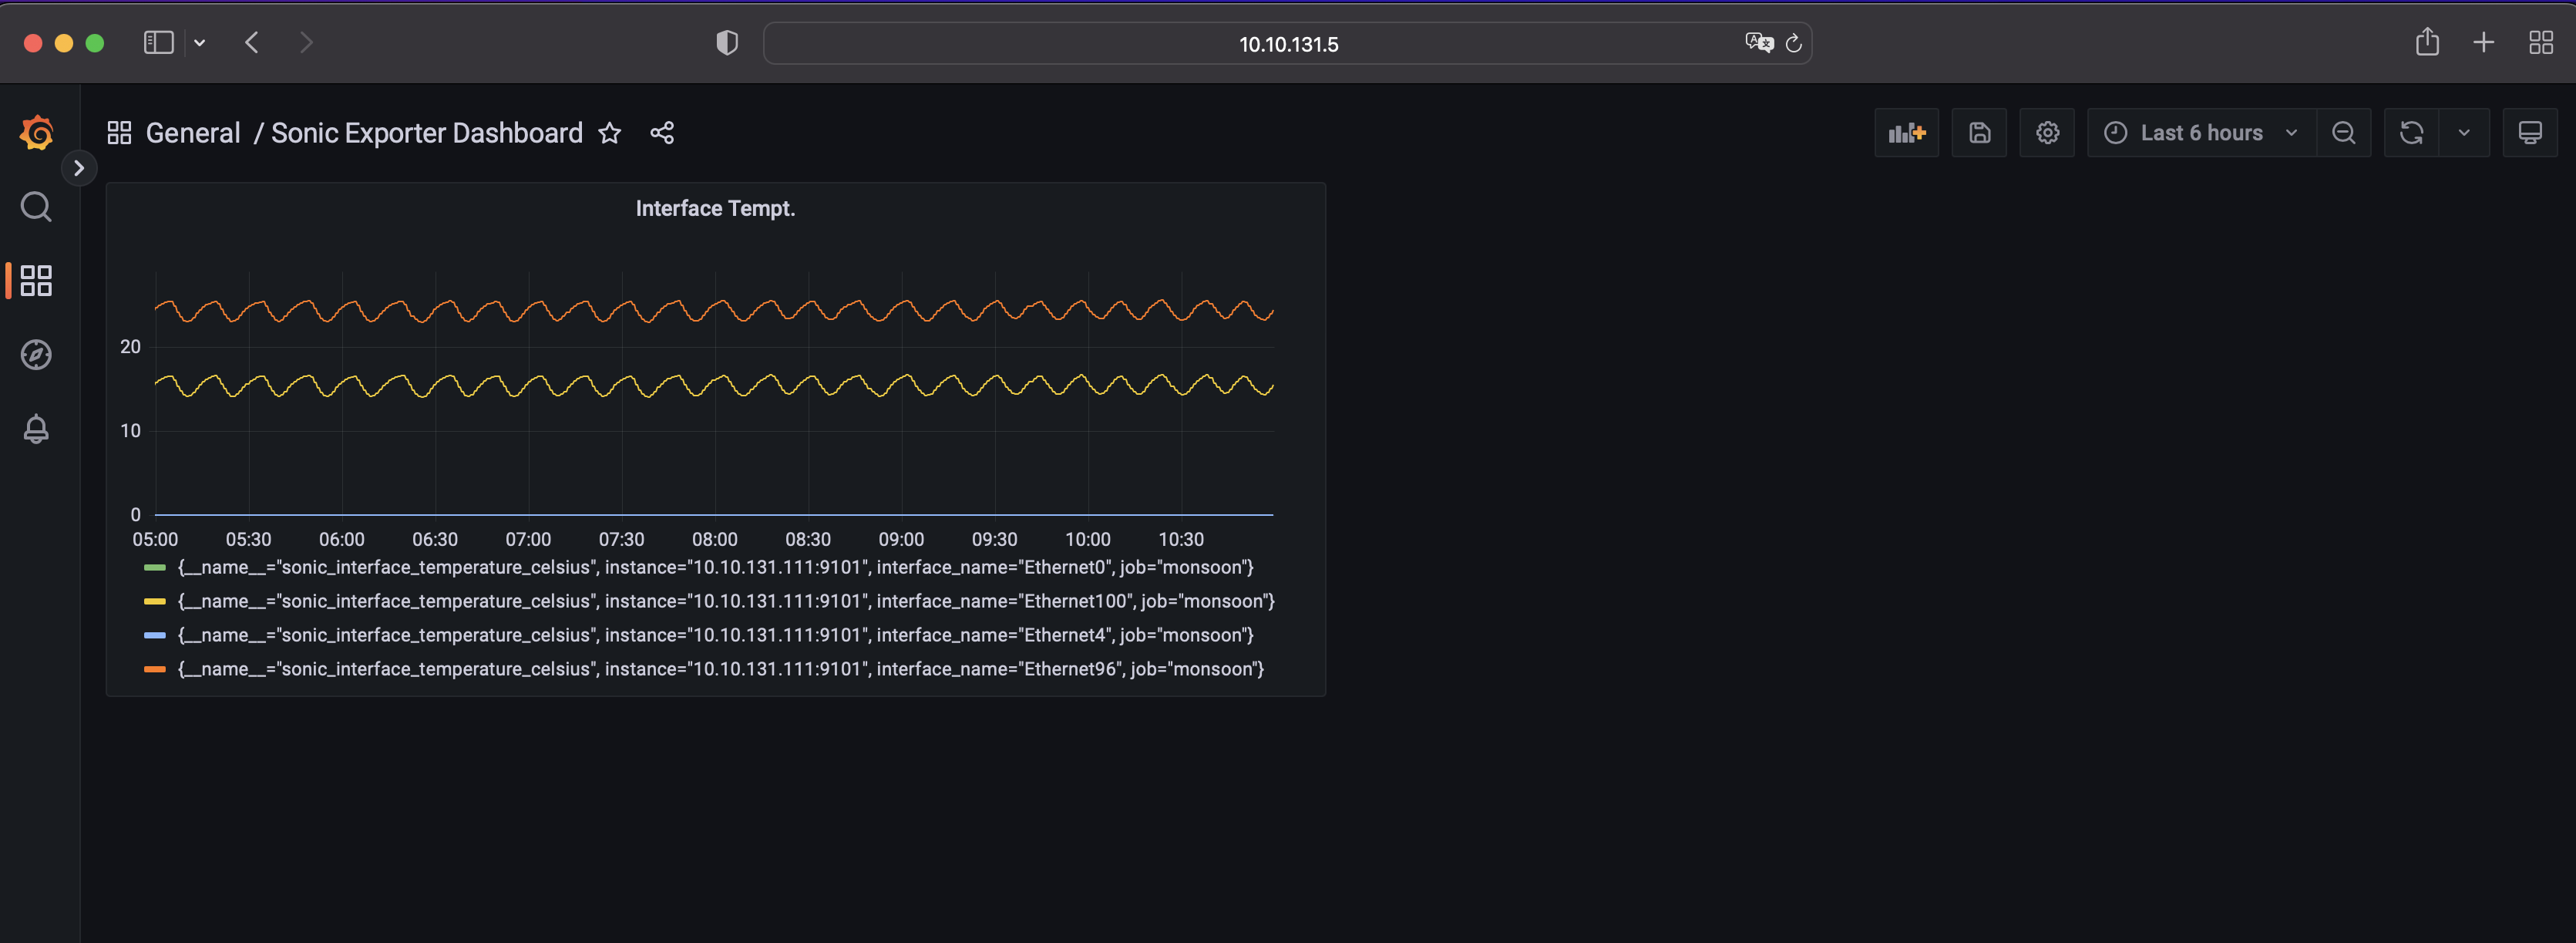 10.10.131.5
General / Sonic Exporter Dashboard
Last 6 hours
Interface Tempt.
20
10
0
05:00 05:30 06:00 06:30 07:00 07:30 08:00 08:30 09:00 09:30 10:00 10:30
{__name__="sonic_interface_temperature_celsius", instance="10.10.131.111:9101", interface_name="Ethernet0", job="monsoon"}
{__name__="sonic_interface_temperature_celsius", instance="10.10.131.111:9101", interface_name="Ethernet100", job="monsoon"}
{__name__="sonic_interface_temperature_celsius", instance="10.10.131.111:9101", interface_name="Ethernet4", job="monsoon"}
{__name__="sonic_interface_temperature_celsius", instance="10.10.131.111:9101", interface_name="Ethernet96", job="monsoon"}